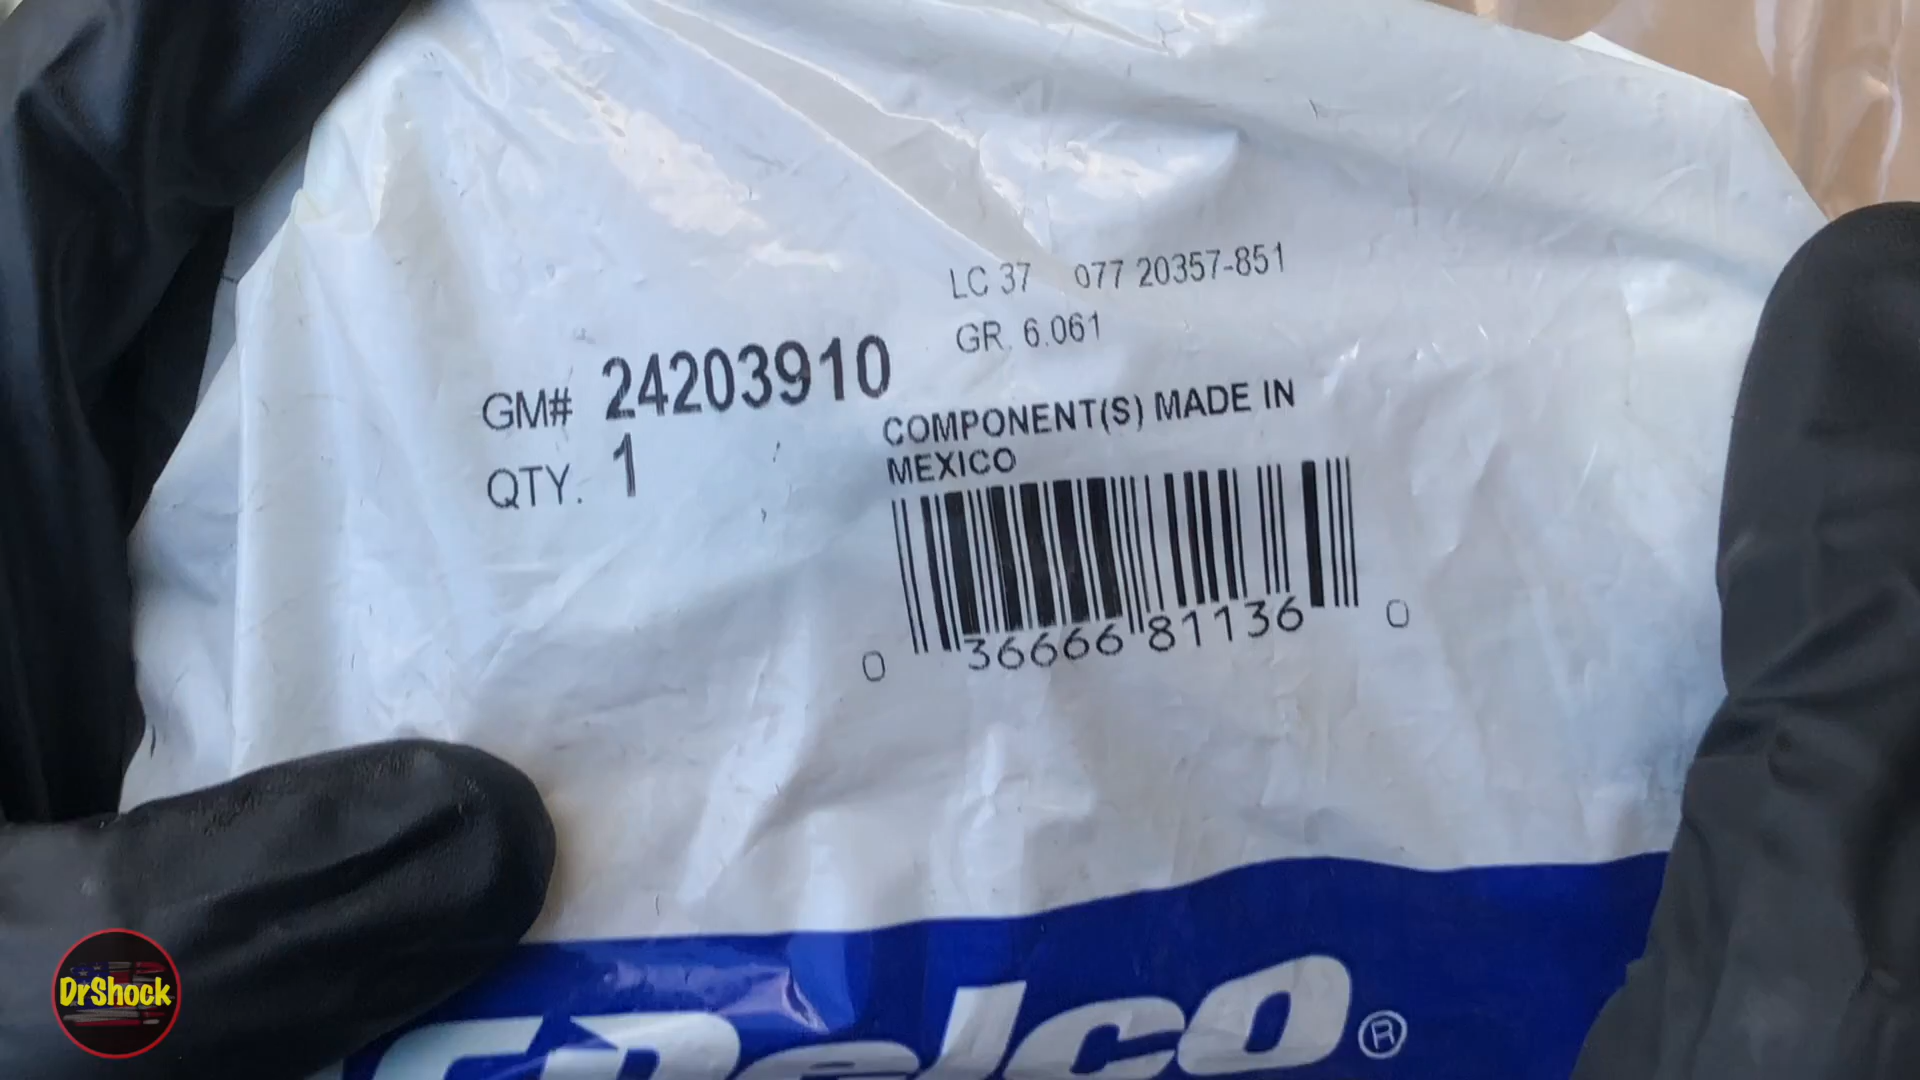 LC 37 077 20357-851
GR. 6.061
GM# 24203910
QTY. 1
COMPONENT(S) MADE IN
MEXICO
0 36666 81136 0
Delco®
DrShock